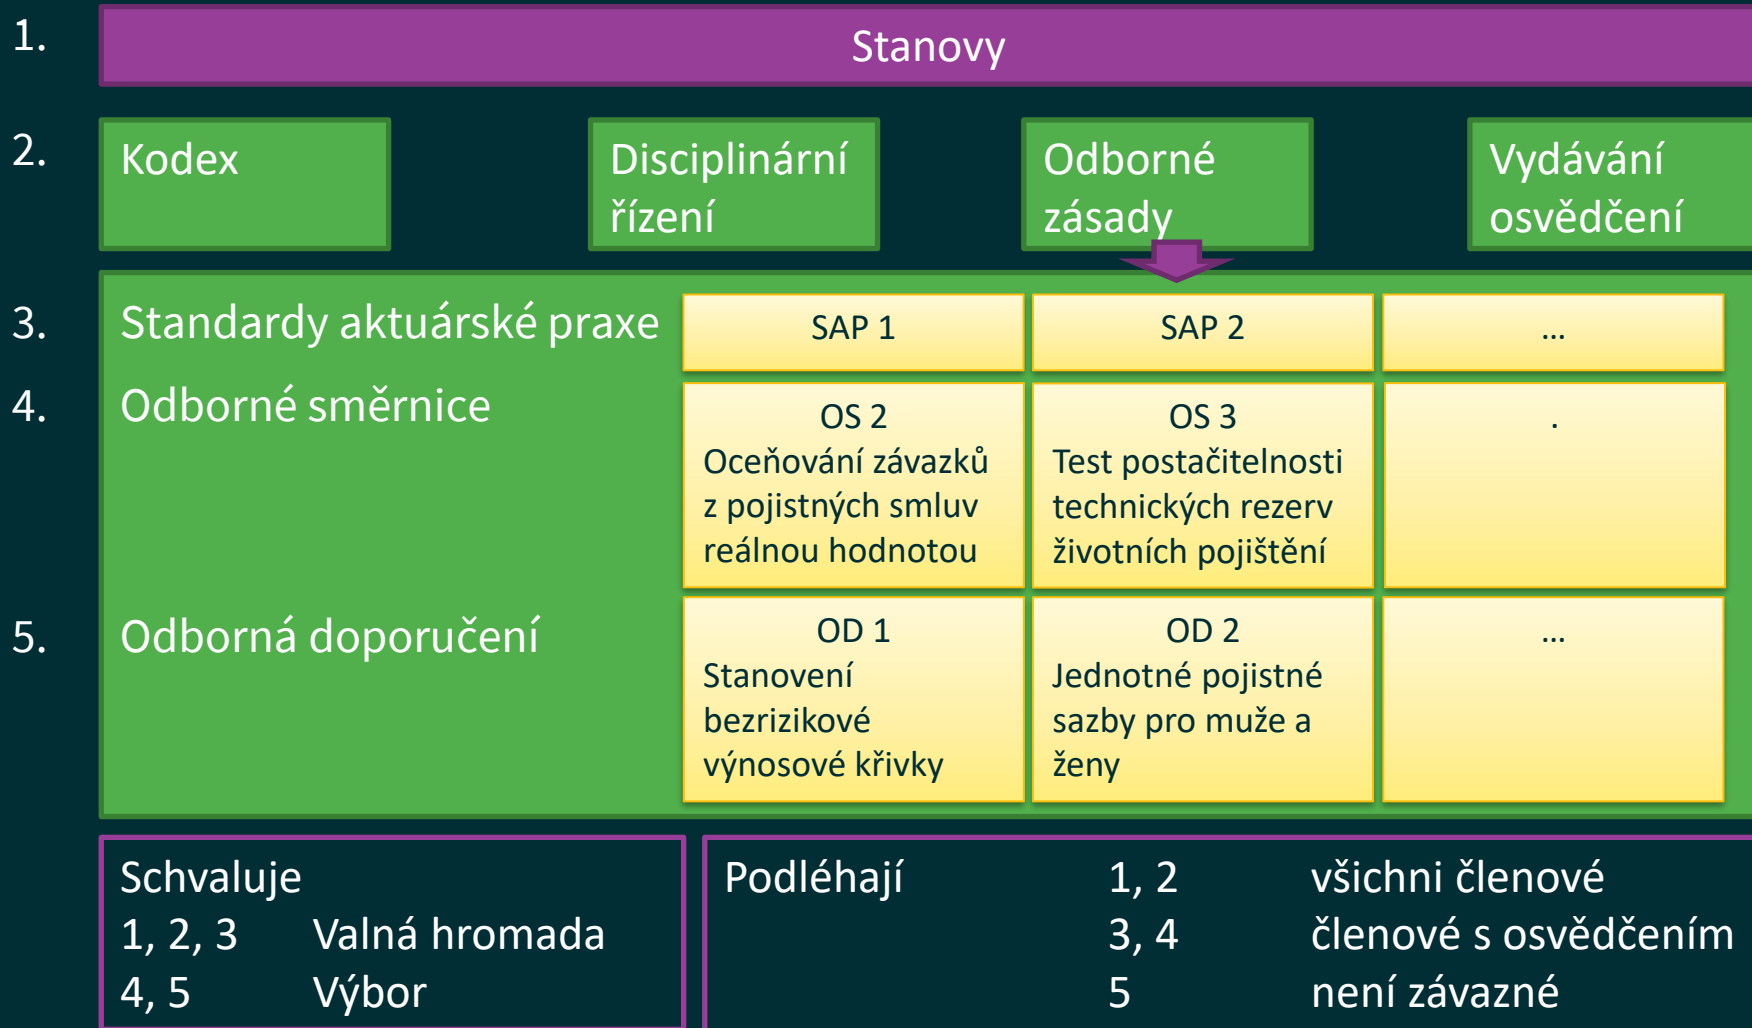 1.
Stanovy
2.
Kodex
Disciplinární
řízení
Odborné
zásady
Vydávání
osvědčení
3.
Standardy aktuárské praxe
SAP 1
SAP 2
...
4.
Odborné směrnice
OS 2
Oceňování závazků
z pojistných smluv
reálnou hodnotou
OS 3
Test postačitelnosti
technických rezerv
životních pojištění
.
5.
Odborná doporučení
OD 1
Stanovení
bezrizikové
výnosové křivky
OD 2
Jednotné pojistné
sazby pro muže a
ženy
...
Schvaluje
1, 2, 3 Valná hromada
4, 5 Výbor
Podléhají 1, 2 všichni členové
3, 4 členové s osvědčením
5 není závazné